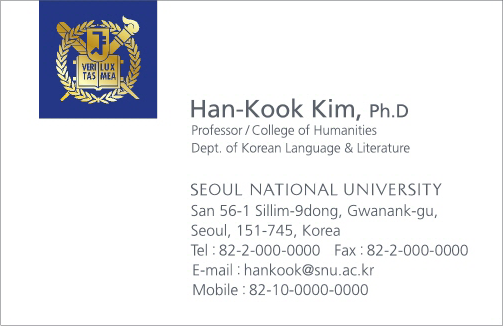 VERI LUX
TAS MEA
Han-Kook Kim, Ph.D
Professor / College of Humanities
Dept. of Korean Language & Literature
SEOUL NATIONAL UNIVERSITY
San 56-1 Sillim-9dong, Gwanank-gu,
Seoul, 151-745, Korea
Tel : 82-2-000-0000 Fax : 82-2-000-0000
E-mail : hankook@snu.ac.kr
Mobile : 82-10-0000-0000